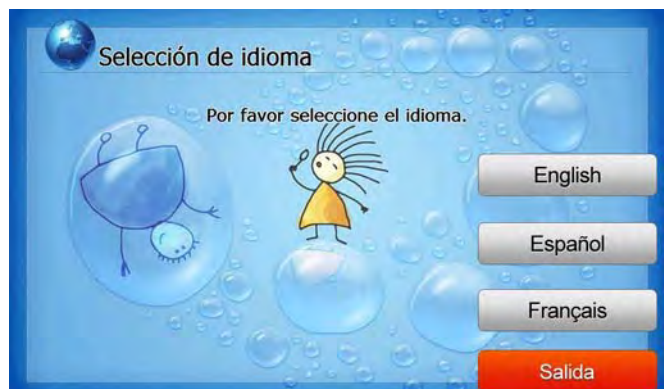 Selección de idioma
Por favor seleccione el idioma.
English
Español
Français
Salida